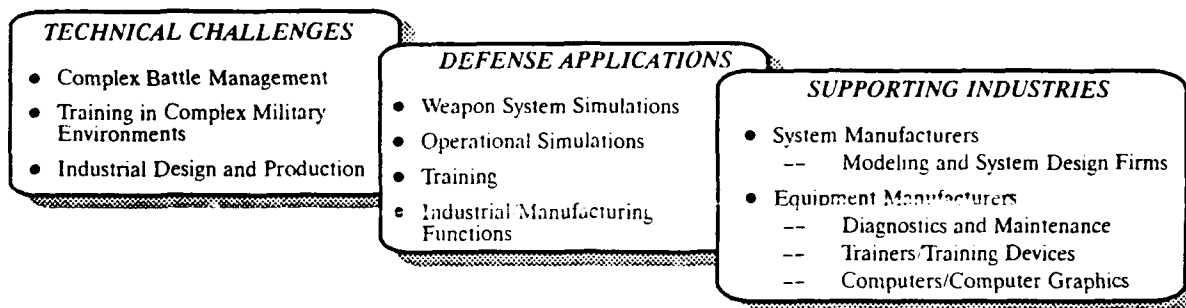 TECHNICAL CHALLENGES
● Complex Battle Management
● Training in Complex Military
Environments
● Industrial Design and Production
DEFENSE APPLICATIONS
● Weapon System Simulations
● Operational Simulations
● Training
● Industrial/Manufacturing
Functions
SUPPORTING INDUSTRIES
● System Manufacturers
-- Modeling and System Design Firms
● Equipment Manufacturers
-- Diagnostics and Maintenance
-- Trainers/Training Devices
-- Computers/Computer Graphics